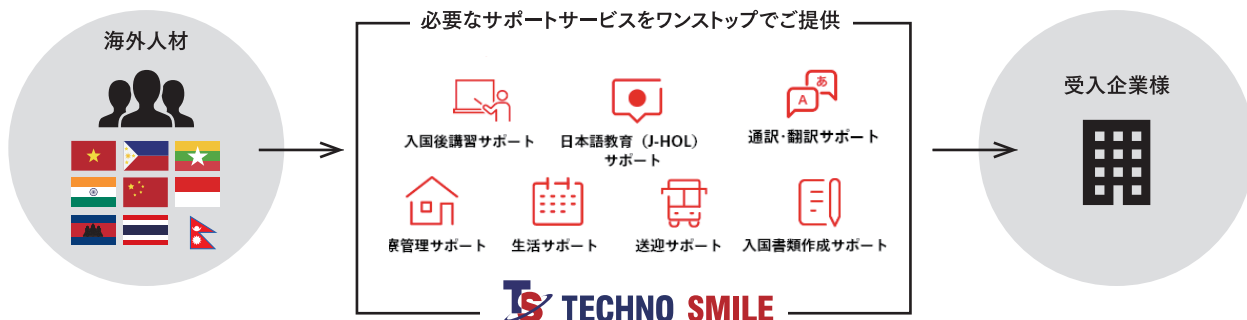 海外人材
必要なサポートサービスをワンストップでご提供
入国後講習サポート
日本語教育（J-HOL）
サポート
あ
A
通訳・翻訳サポート
寮管理サポート
生活サポート
送迎サポート
入国書類作成サポート
TS TECHNO SMILE
受入企業様